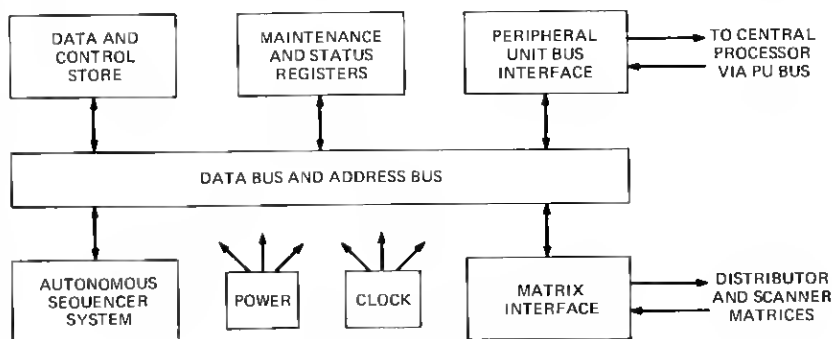 DATA AND
CONTROL
STORE
MAINTENANCE
AND STATUS
REGISTERS
PERIPHERAL
UNIT BUS
INTERFACE
TO CENTRAL
PROCESSOR
VIA PU BUS
DATA BUS AND ADDRESS BUS
AUTONOMOUS
SEQUENCER
SYSTEM
POWER
CLOCK
MATRIX
INTERFACE
DISTRIBUTOR
AND SCANNER
MATRICES